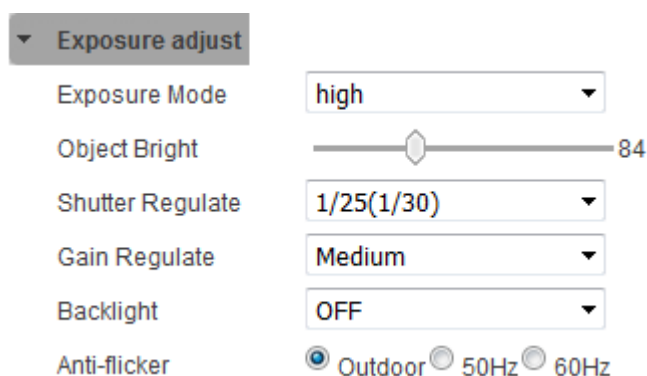 Exposure adjust
Exposure Mode high
Object Bright 84
Shutter Regulate 1/25(1/30)
Gain Regulate Medium
Backlight OFF
Anti-flicker Outdoor 50Hz 60Hz